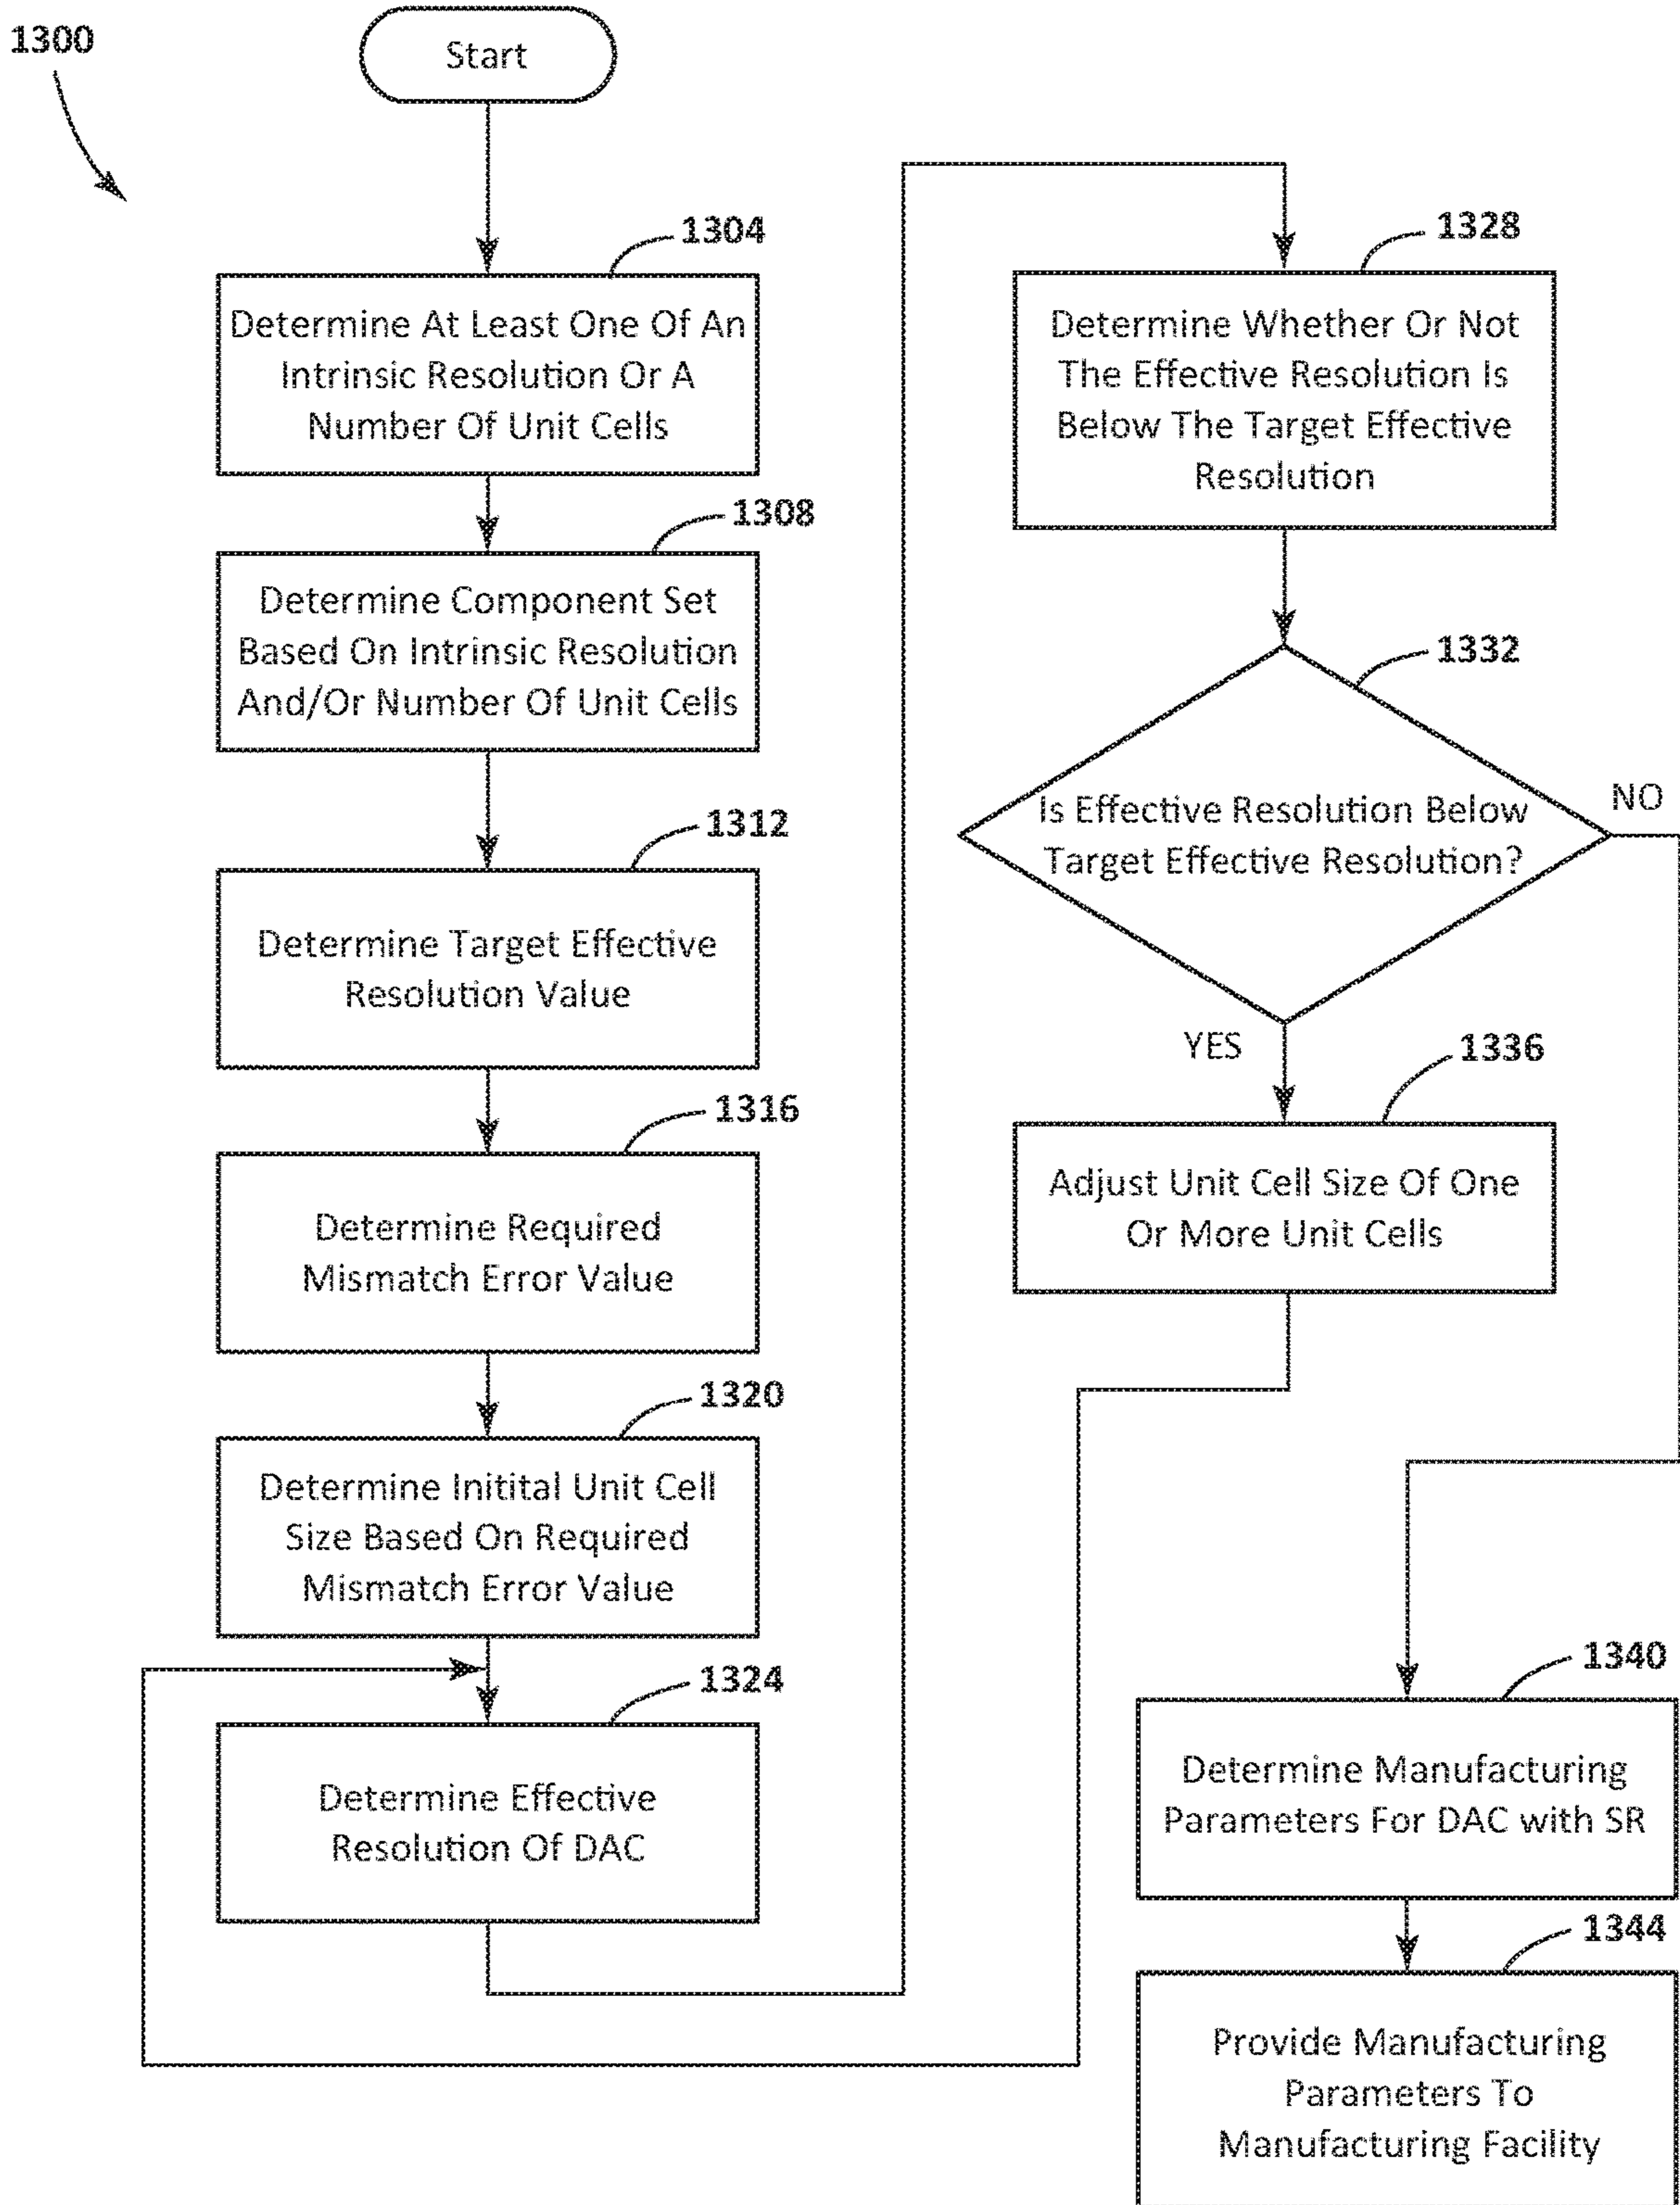 1300
Start
1304
Determine At Least One Of An
Intrinsic Resolution Or A
Number Of Unit Cells
1308
Determine Component Set
Based On Intrinsic Resolution
And/Or Number Of Unit Cells
1312
Determine Target Effective
Resolution Value
1316
Determine Required
Mismatch Error Value
1320
Determine Initital Unit Cell
Size Based On Required
Mismatch Error Value
1324
Determine Effective
Resolution Of DAC
1328
Determine Whether Or Not
The Effective Resolution Is
Below The Target Effective
Resolution
1332
Is Effective Resolution Below
Target Effective Resolution?
NO
YES
1336
Adjust Unit Cell Size Of One
Or More Unit Cells
1340
Determine Manufacturing
Parameters For DAC with SR
1344
Provide Manufacturing
Parameters To
Manufacturing Facility